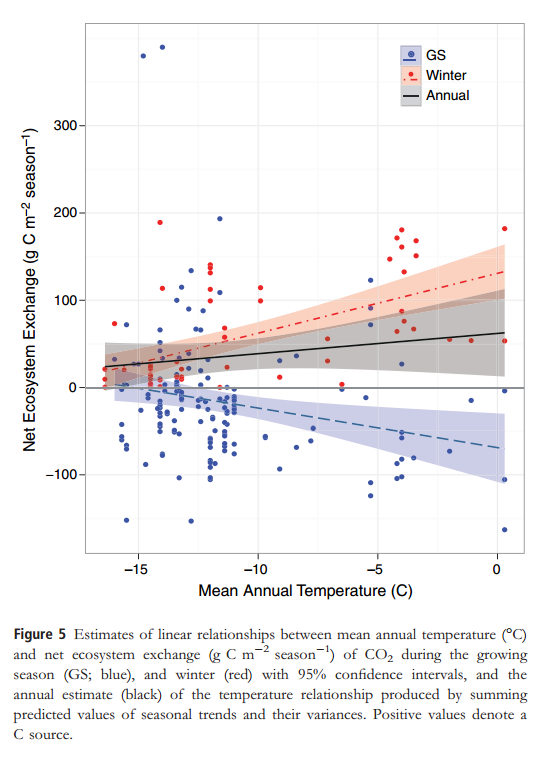 GS
Winter
Annual
300
200
100
0
−100
Net Ecosystem Exchange (g C m⁻² season⁻¹)
−15 −10 −5 0
Mean Annual Temperature (C)
Figure 5 Estimates of linear relationships between mean annual temperature (°C)
and net ecosystem exchange (g C m⁻² season⁻¹) of CO₂ during the growing
season (GS; blue), and winter (red) with 95% confidence intervals, and the
annual estimate (black) of the temperature relationship produced by summing
predicted values of seasonal trends and their variances. Positive values denote a
C source.